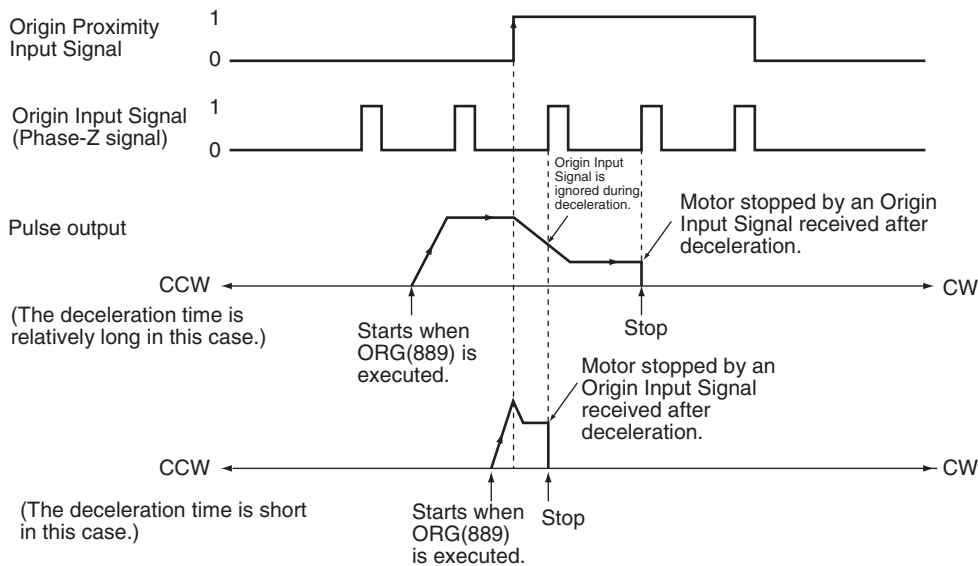 Origin Proximity
Input Signal
1
0
Origin Input Signal
(Phase-Z signal)
1
0
Origin Input
Signal is
ignored during
deceleration.
Pulse output
Motor stopped by an Origin
Input Signal received after
deceleration.
CCW
CW
(The deceleration time is
relatively long in this case.)
Starts when
ORG(889) is
executed.
Stop
Motor stopped by an
Origin Input Signal
received after
deceleration.
CCW
CW
(The deceleration time is short
in this case.)
Starts when
ORG(889)
is executed.
Stop